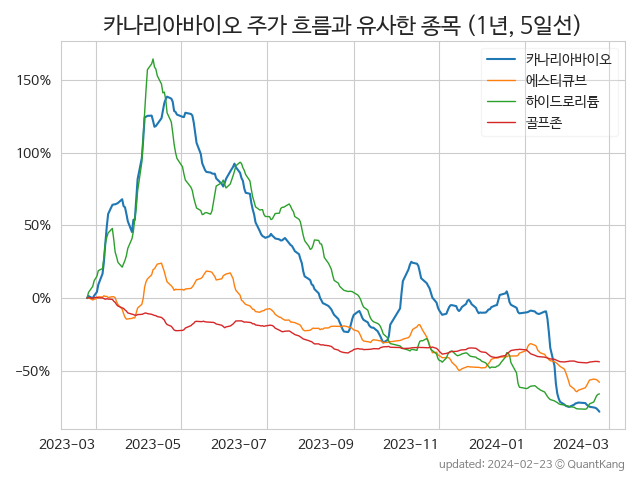 카나리아바이오 주가 흐름과 유사한 종목 (1년, 5일선)
카나리아바이오
에스티큐브
하이드로리튬
골프존
150%
100%
50%
0%
−50%
2023-03 2023-05 2023-07 2023-09 2023-11 2024-01 2024-03
updated: 2024-02-23 © QuantKang